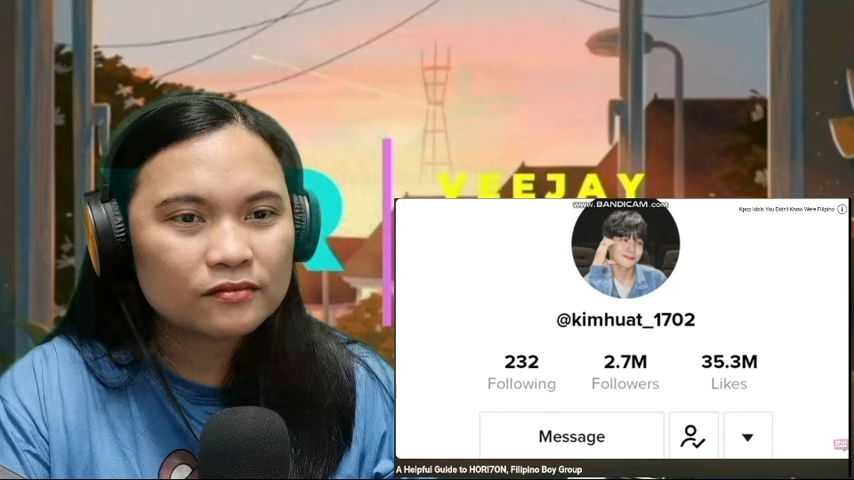 R
VEEJAY
WWW.BANDICAM.COM
Kpop Idols You Didn't Know Were Filipino
@kimhuat_1702
232
2.7M
35.3M
Following
Followers
Likes
Message
A Helpful Guide to HORI7ON, Filipino Boy Group